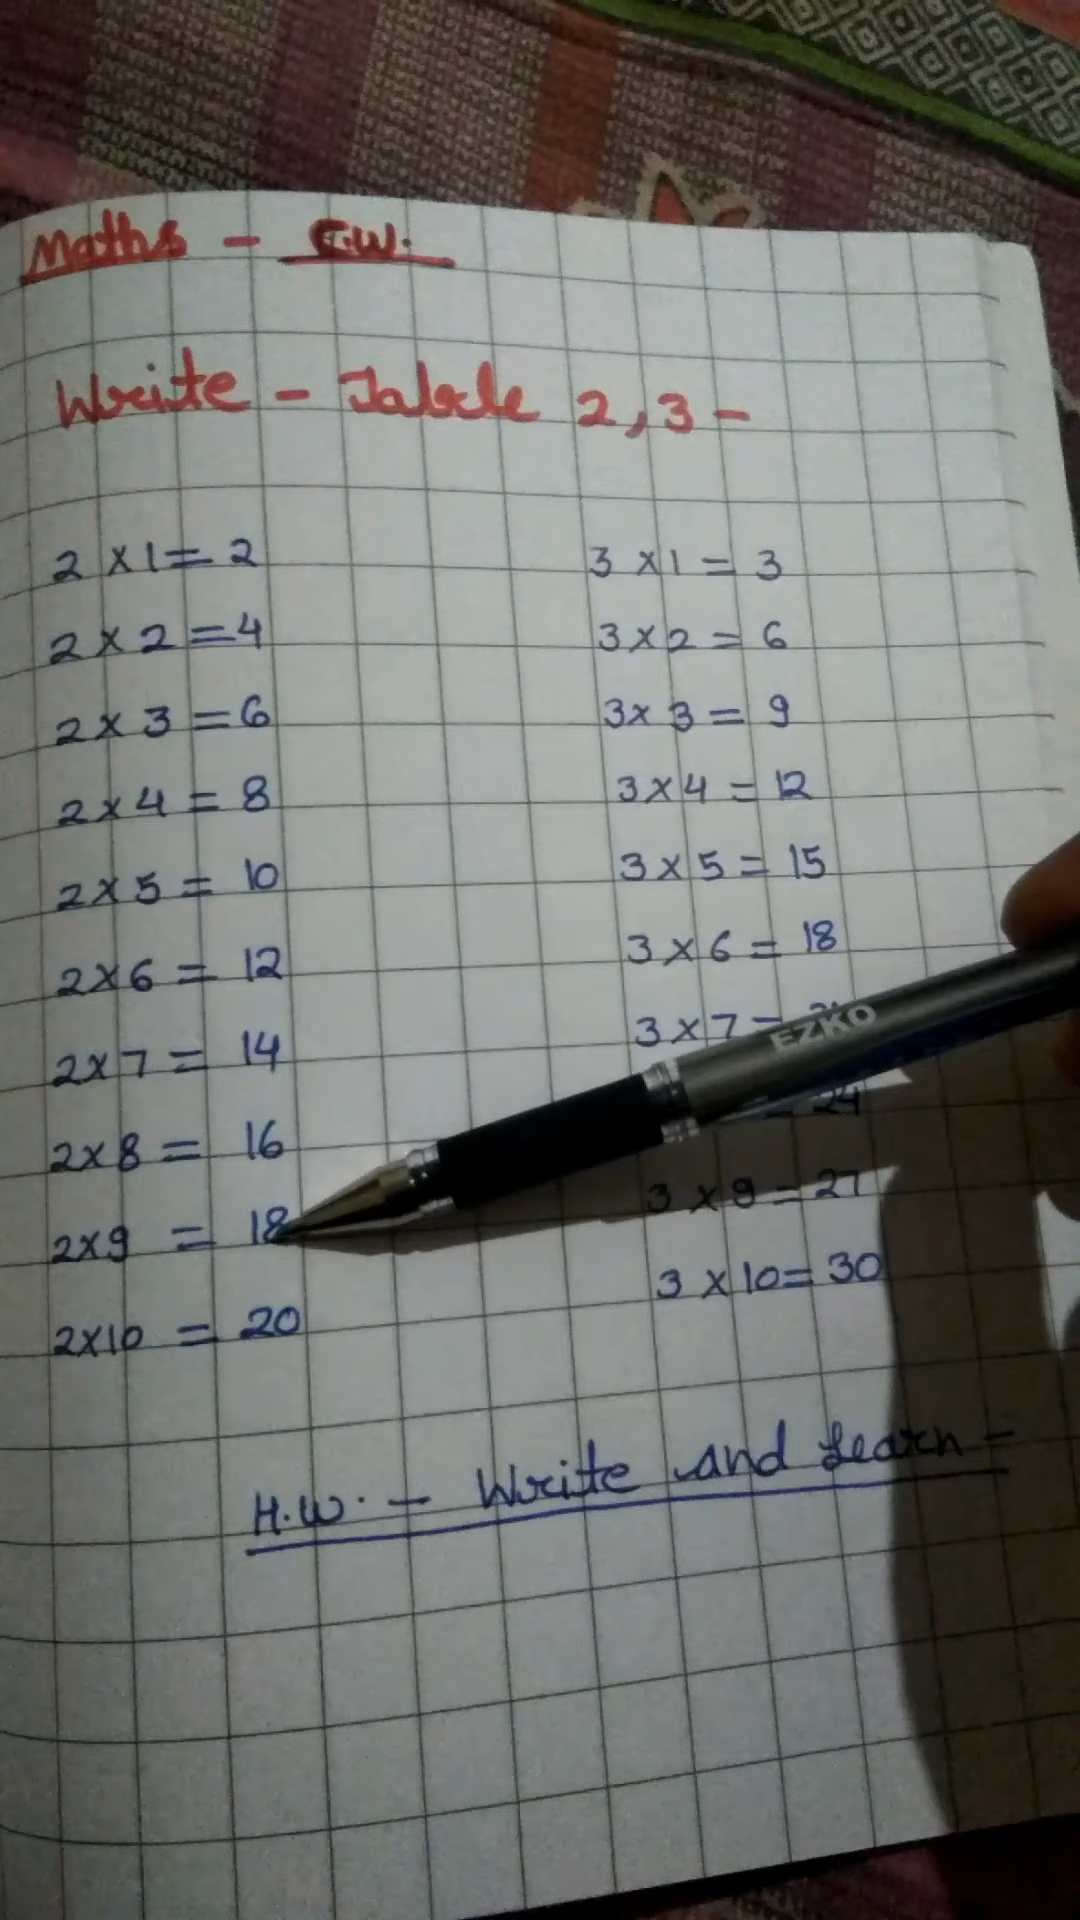 Maths - C.W.
Write - Table 2, 3 -
2 × 1 = 2
2 × 2 = 4
2 × 3 = 6
2 × 4 = 8
2 × 5 = 10
2 × 6 = 12
2 × 7 = 14
2 × 8 = 16
2 × 9 = 18
2 × 10 = 20
3 × 1 = 3
3 × 2 = 6
3 × 3 = 9
3 × 4 = 12
3 × 5 = 15
3 × 6 = 18
3 × 7 =
= 24
3 × 9 = 27
3 × 10 = 30
H.W. - Write and Learn -
EZKO